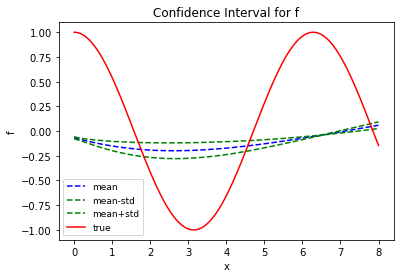 Confidence Interval for f
1.00
0.75
0.50
0.25
0.00
−0.25
−0.50
−0.75
−1.00
f
mean
mean-std
mean+std
true
0 1 2 3 4 5 6 7 8
x